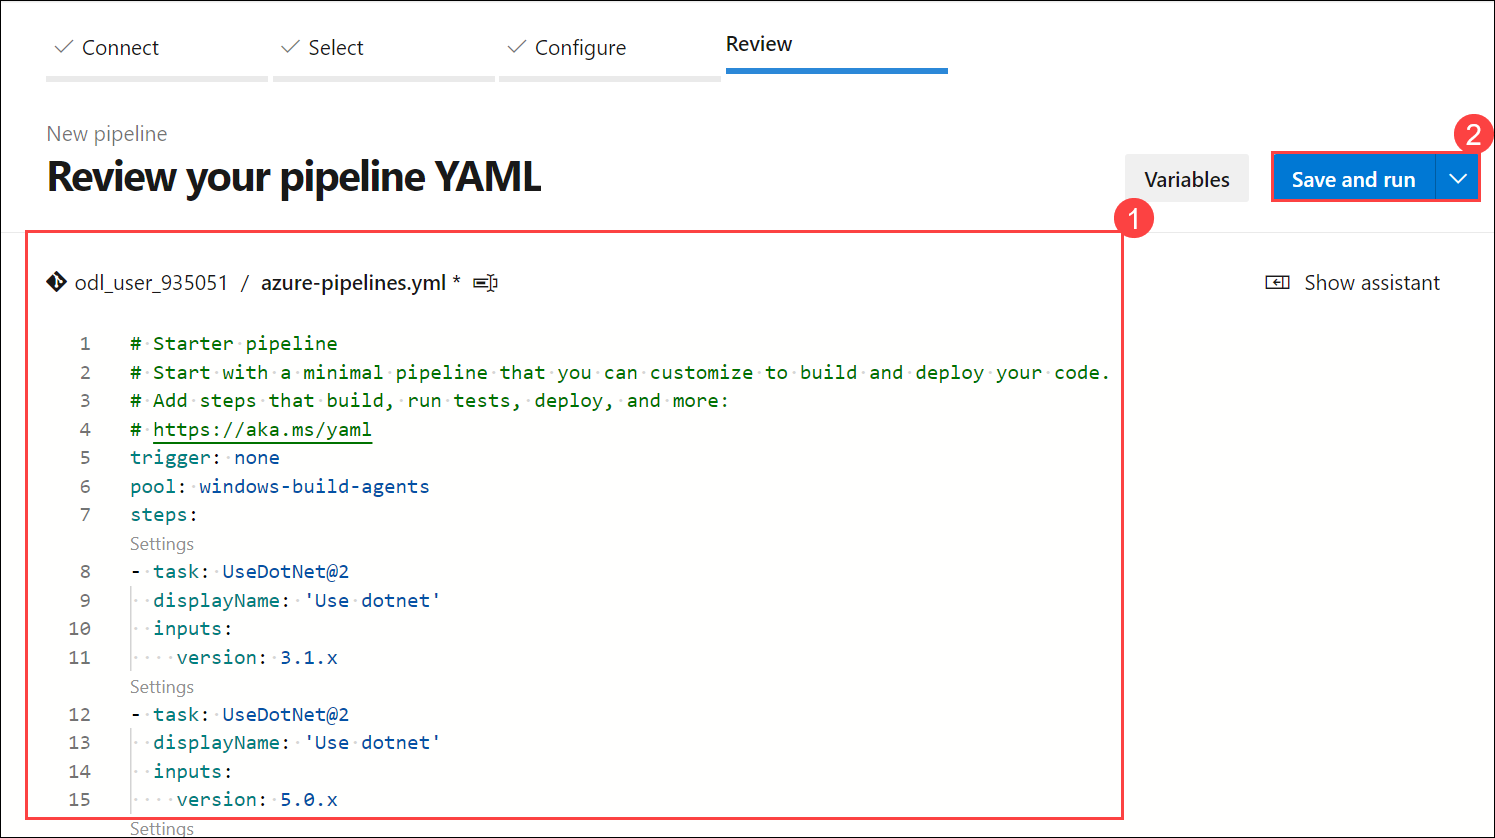 Connect
Select
Configure
Review
New pipeline
Review your pipeline YAML
Variables
Save and run
2
1
odl_user_935051 / azure-pipelines.yml *
Show assistant
1 # Starter pipeline
2 # Start with a minimal pipeline that you can customize to build and deploy your code.
3 # Add steps that build, run tests, deploy, and more:
4 # https://aka.ms/yaml
5 trigger: none
6 pool: windows-build-agents
7 steps:
Settings
8 - task: UseDotNet@2
9   displayName: 'Use dotnet'
10   inputs:
11     version: 3.1.x
Settings
12 - task: UseDotNet@2
13   displayName: 'Use dotnet'
14   inputs:
15     version: 5.0.x
Settings